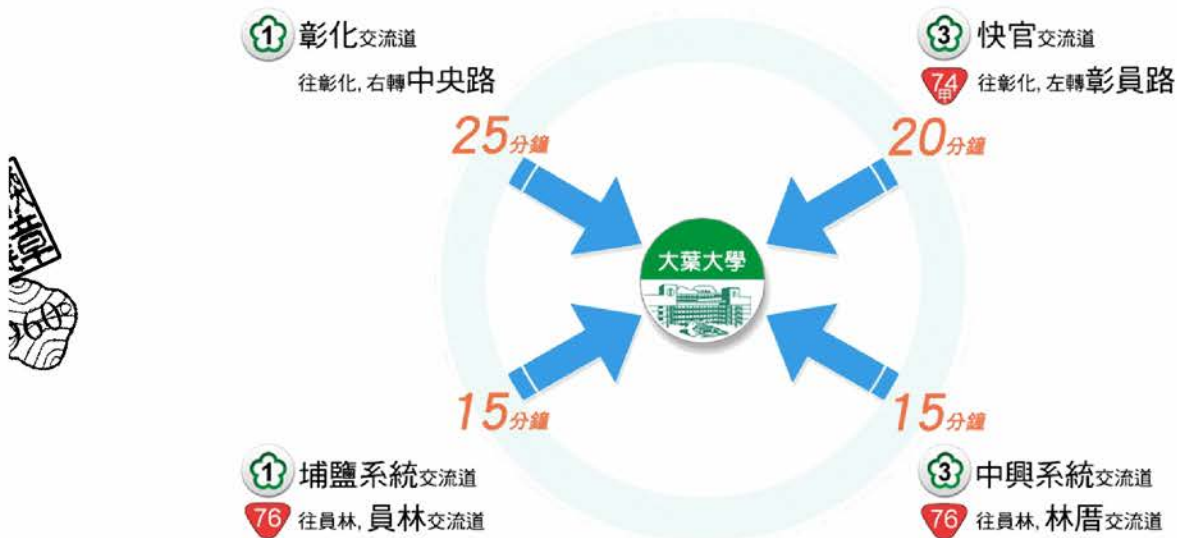 1 彰化交流道
往彰化, 右轉中央路
25分鐘
3 快官交流道
74甲 往彰化, 左轉彰員路
20分鐘
大葉大學
15分鐘
1 埔鹽系統交流道
76 往員林, 員林交流道
15分鐘
3 中興系統交流道
76 往員林, 林厝交流道
章